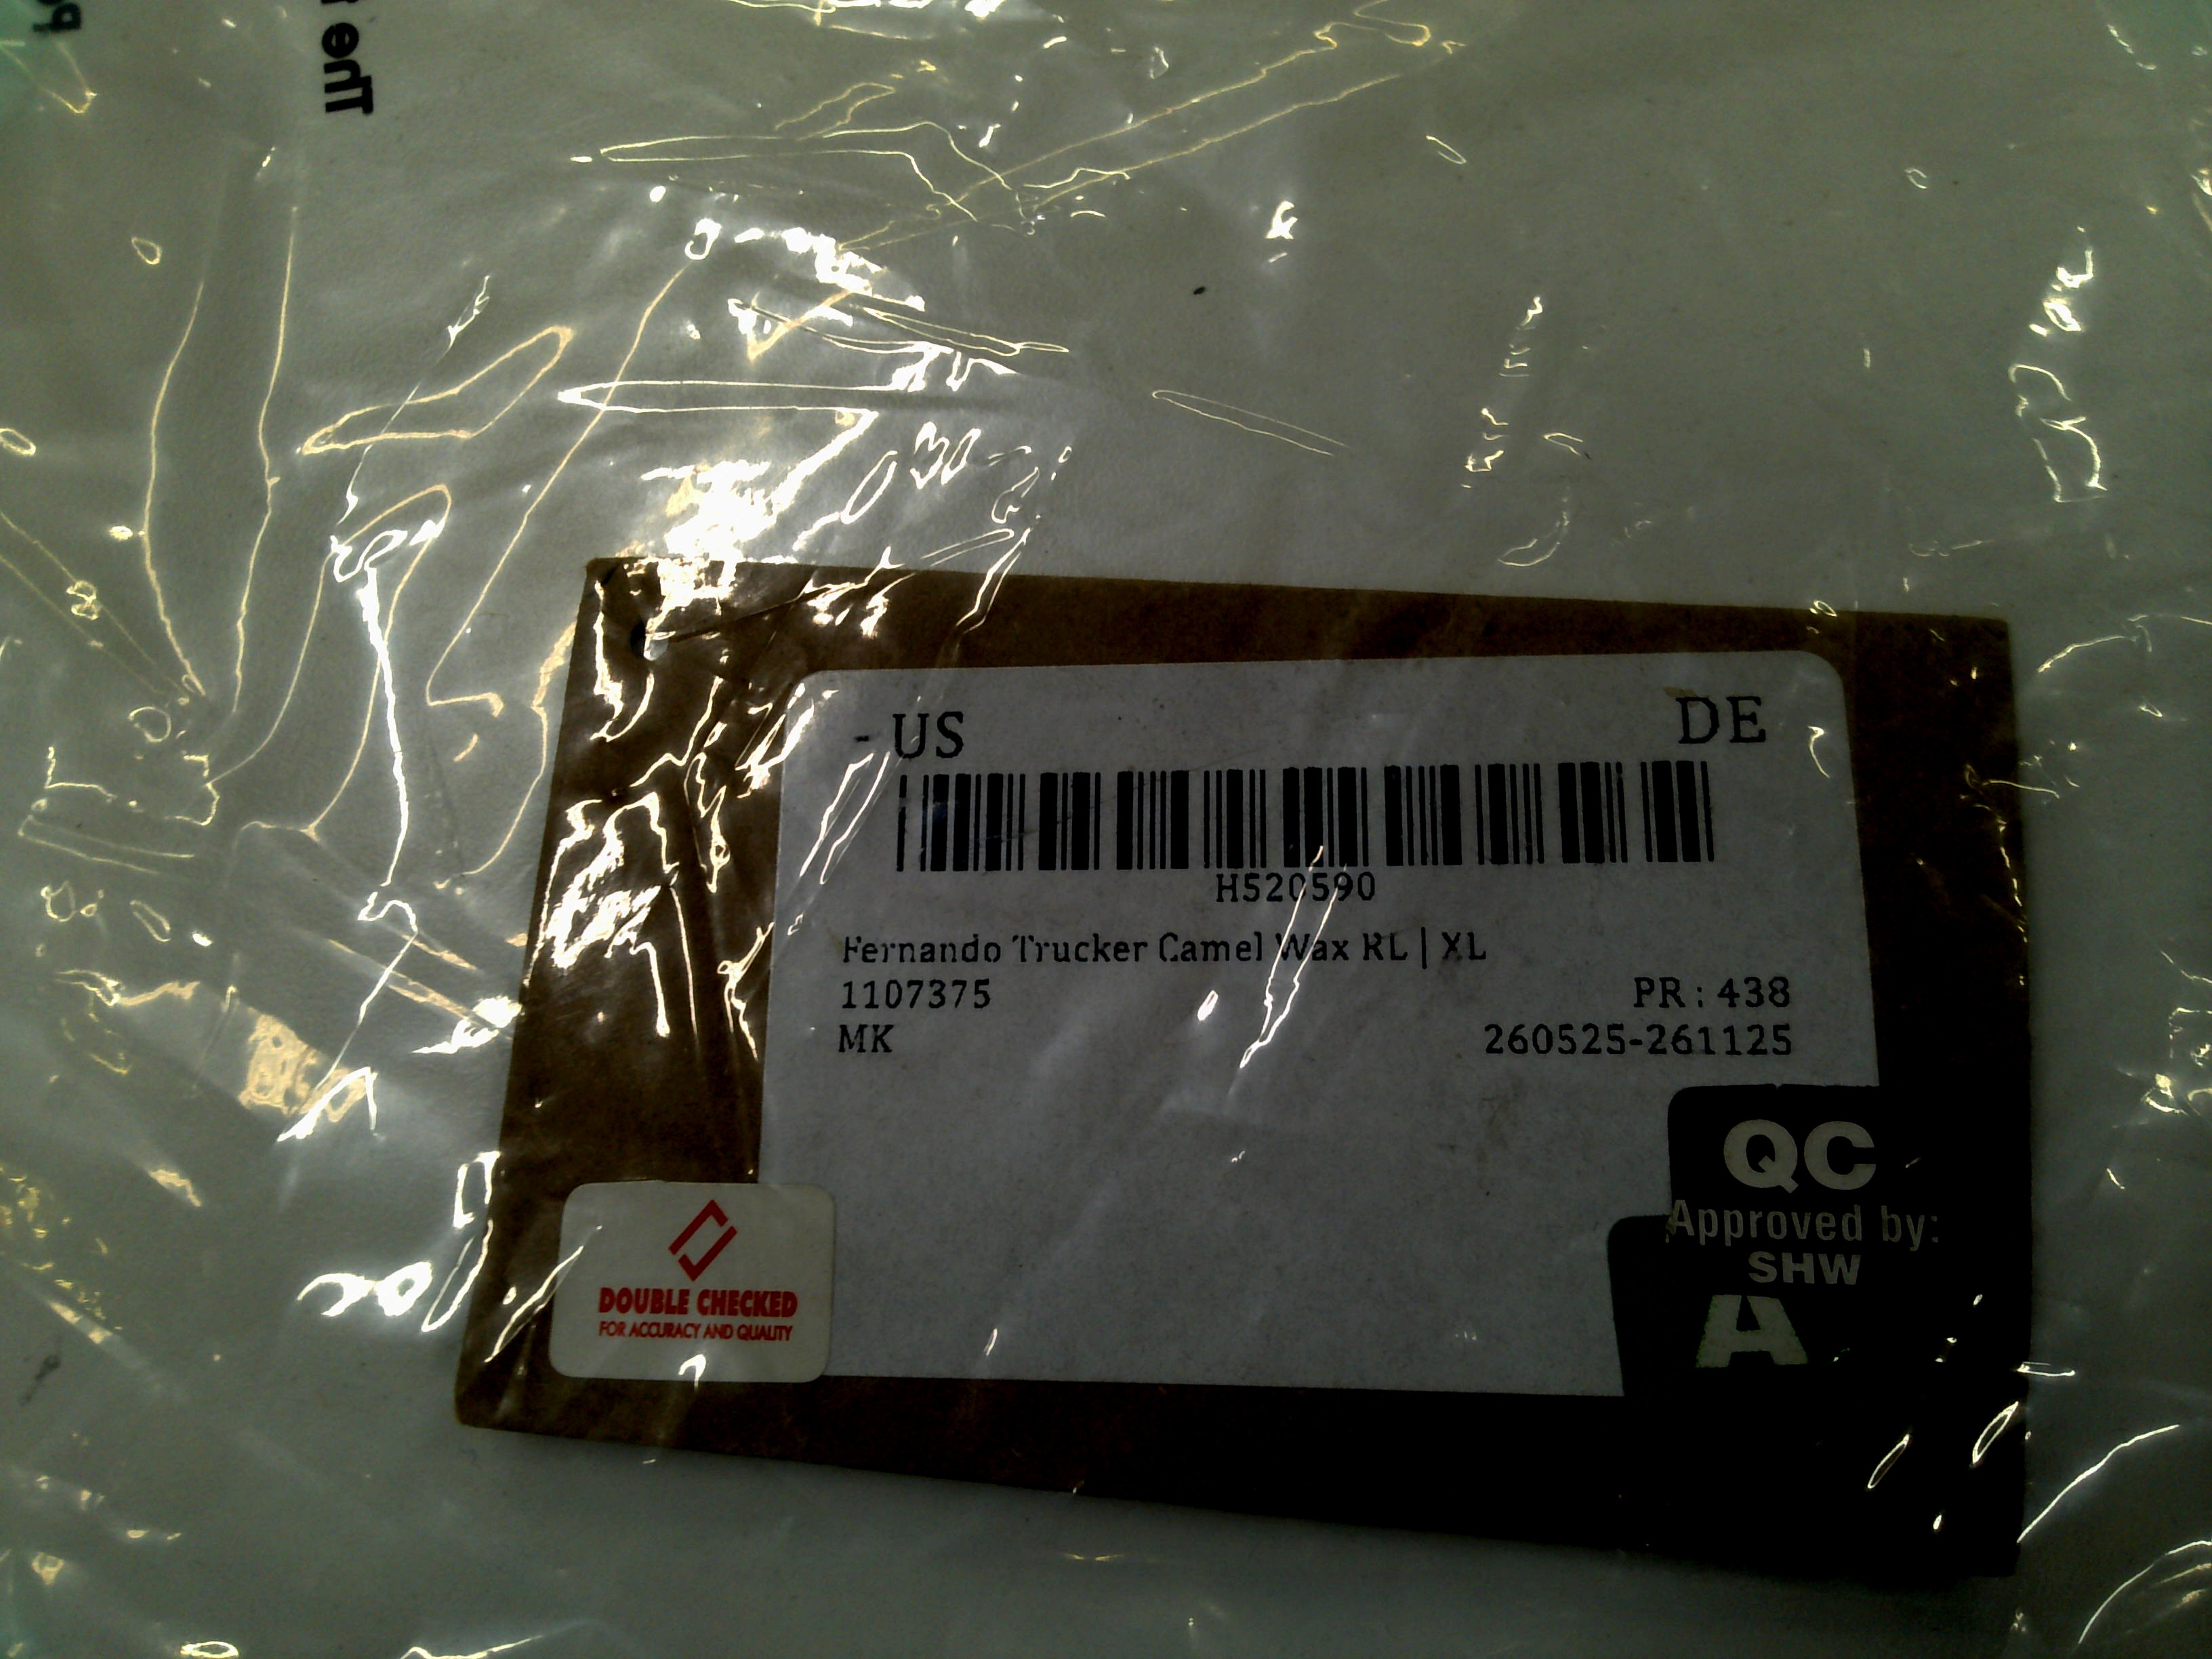 The
- US DE
H520590
Fernando Trucker Camel Wax RL | XL
1107375 PR : 438
MK 260525-261125
QC
Approved by:
SHW
A
DOUBLE CHECKED
FOR ACCURACY AND QUALITY